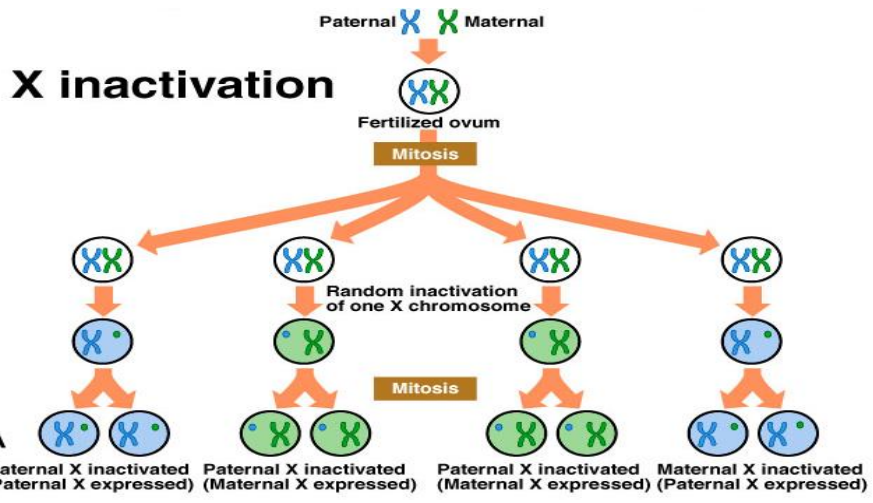 Paternal Maternal
X inactivation
Fertilized ovum
Mitosis
Random inactivation
of one X chromosome
Mitosis
A
aternal X inactivated
Paternal X expressed)
Paternal X inactivated
(Maternal X expressed)
Paternal X inactivated
(Maternal X expressed)
Maternal X inactivated
(Paternal X expressed)